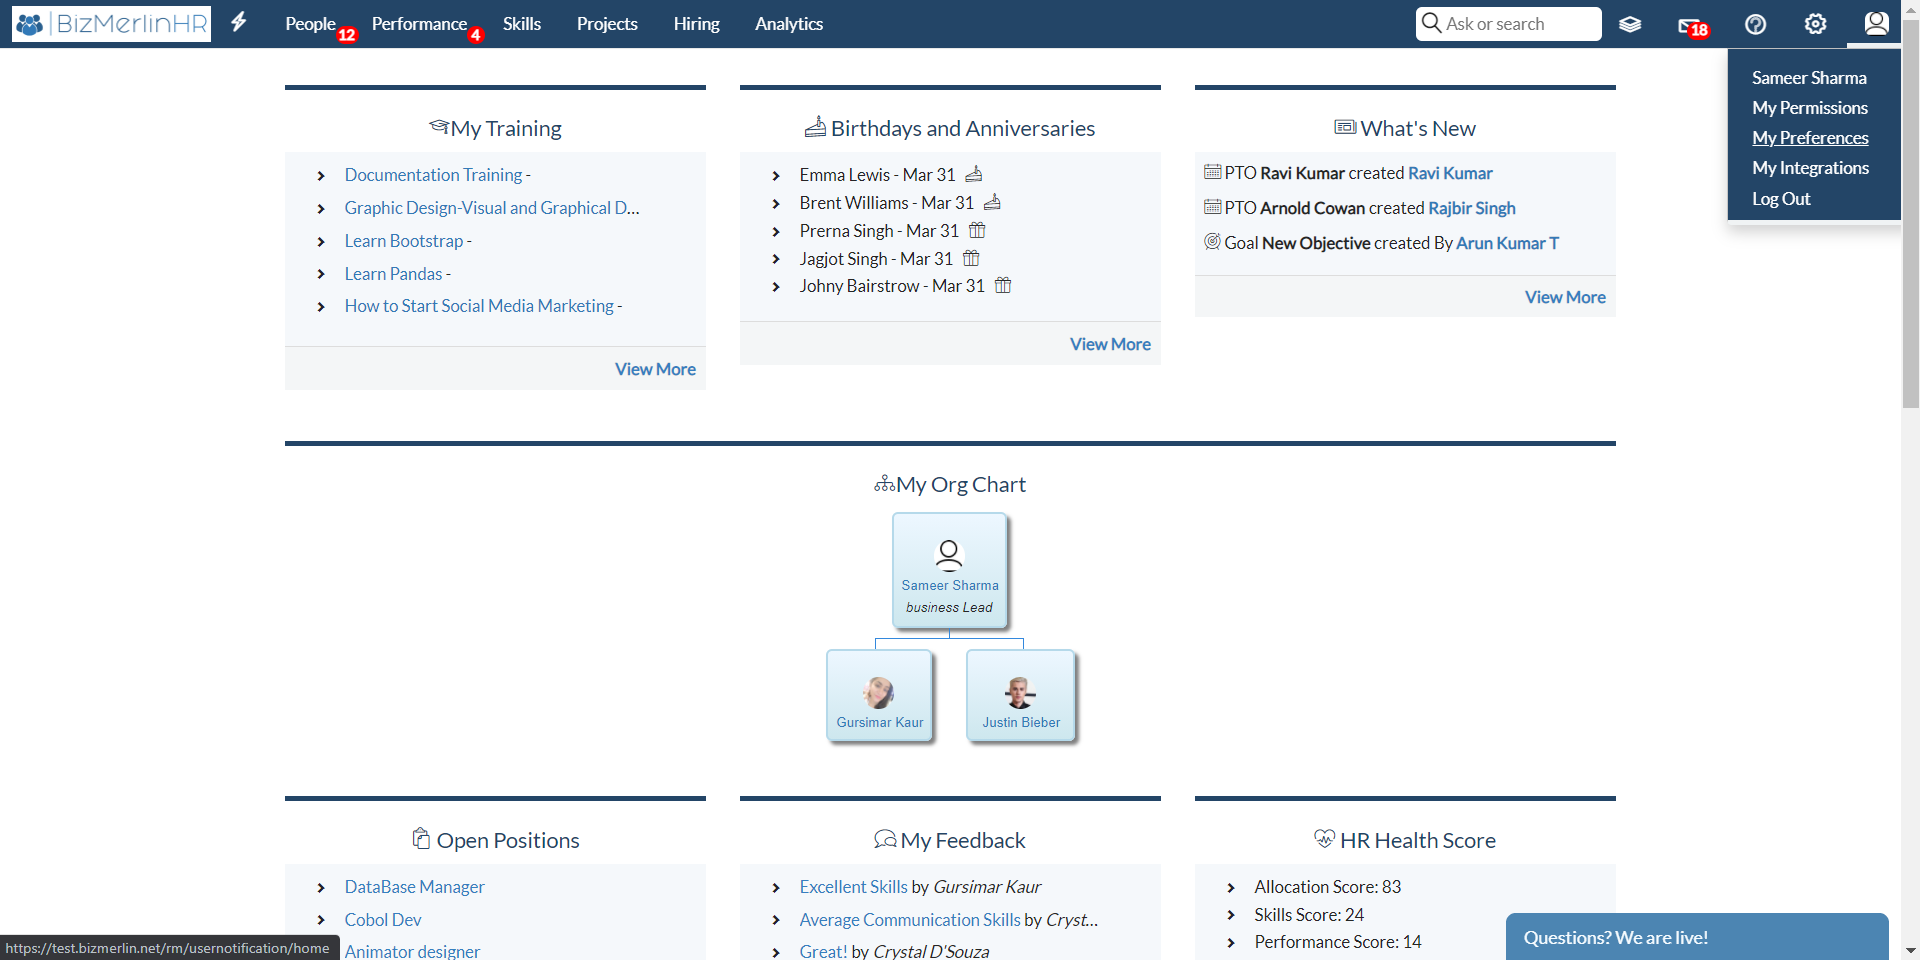 BizMerlinHR
People 12
Performance 4
Skills
Projects
Hiring
Analytics
Ask or search
18
Sameer Sharma
My Permissions
My Preferences
My Integrations
Log Out
My Training
Documentation Training -
Graphic Design-Visual and Graphical D...
Learn Bootstrap -
Learn Pandas -
How to Start Social Media Marketing -
View More
Birthdays and Anniversaries
Emma Lewis - Mar 31
Brent Williams - Mar 31
Prerna Singh - Mar 31
Jagjot Singh - Mar 31
Johny Bairstrow - Mar 31
View More
What's New
PTO Ravi Kumar created Ravi Kumar
PTO Arnold Cowan created Rajbir Singh
Goal New Objective created By Arun Kumar T
View More
My Org Chart
Sameer Sharma
business Lead
Gursimar Kaur
Justin Bieber
Open Positions
DataBase Manager
Cobol Dev
Animator designer
My Feedback
Excellent Skills by Gursimar Kaur
Average Communication Skills by Cryst...
Great! by Crystal D'Souza
HR Health Score
Allocation Score: 83
Skills Score: 24
Performance Score: 14
Questions? We are live!
https://test.bizmerlin.net/rm/usernotification/home